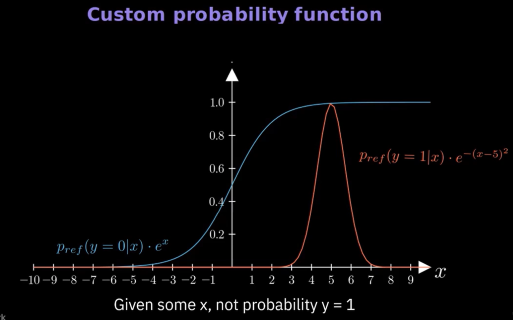 Custom probability function
1.0
0.8
0.6
0.4
0.2
p_{ref}(y = 1|x) · e^{-(x-5)^2}
p_{ref}(y = 0|x) · e^x
-10 -9 -8 -7 -6 -5 -4 -3 -2 -1 1 2 3 4 5 6 7 8 9 x
Given some x, not probability y = 1